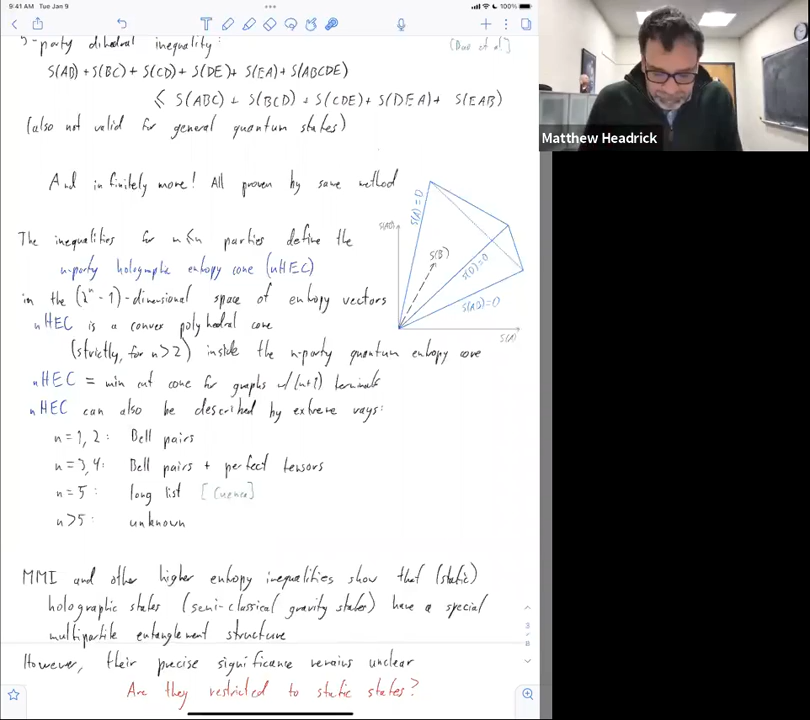 9:41 AM Tue Jan 9
100%
5-party dihedral inequality: [Bao et al.]
S(AB) + S(BC) + S(CD) + S(DE) + S(EA) + S(ABCDE)
≤ S(ABC) + S(BCD) + S(CDE) + S(DEA) + S(EAB)
(also not valid for general quantum states)
And infinitely more! All proven by same method
The inequalities for n≤n parties define the
n-party holographic entropy cone (nHEC)
in the (2ⁿ-1)-dimensional space of entropy vectors
nHEC is a convex polyhedral cone
(strictly, for n>2) inside the n-party quantum entropy cone
nHEC = min cut cone for graphs w/ (n+1) terminals
nHEC can also be described by extreme rays:
n=1,2: Bell pairs
n=3,4: Bell pairs + perfect tensors
n=5: long list [Cuenca]
n>5: unknown
S(AB)
S(A)=0
S(B)
S(D)=0
S(AB)=0
S(A)
MMI and other higher entropy inequalities show that (static)
holographic states (semi-classical gravity states) have a special
multipartite entanglement structure
However, their precise significance remains unclear
Are they restricted to static states?
Matthew Headrick